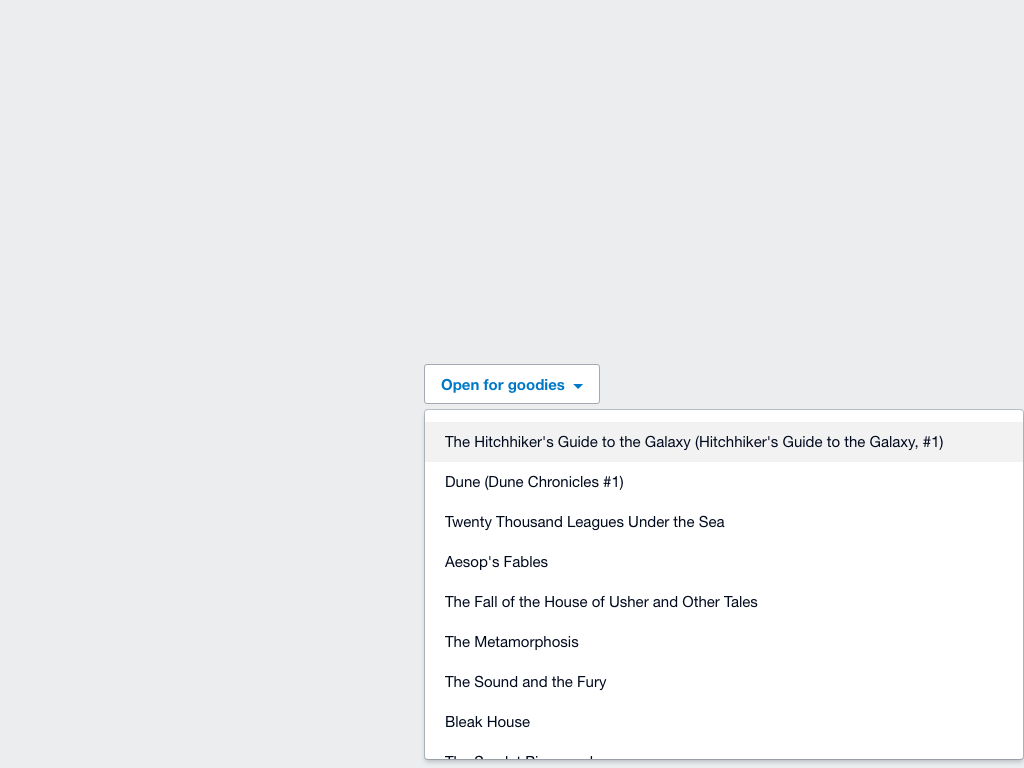 Open for goodies
The Hitchhiker's Guide to the Galaxy (Hitchhiker's Guide to the Galaxy, #1)
Dune (Dune Chronicles #1)
Twenty Thousand Leagues Under the Sea
Aesop's Fables
The Fall of the House of Usher and Other Tales
The Metamorphosis
The Sound and the Fury
Bleak House